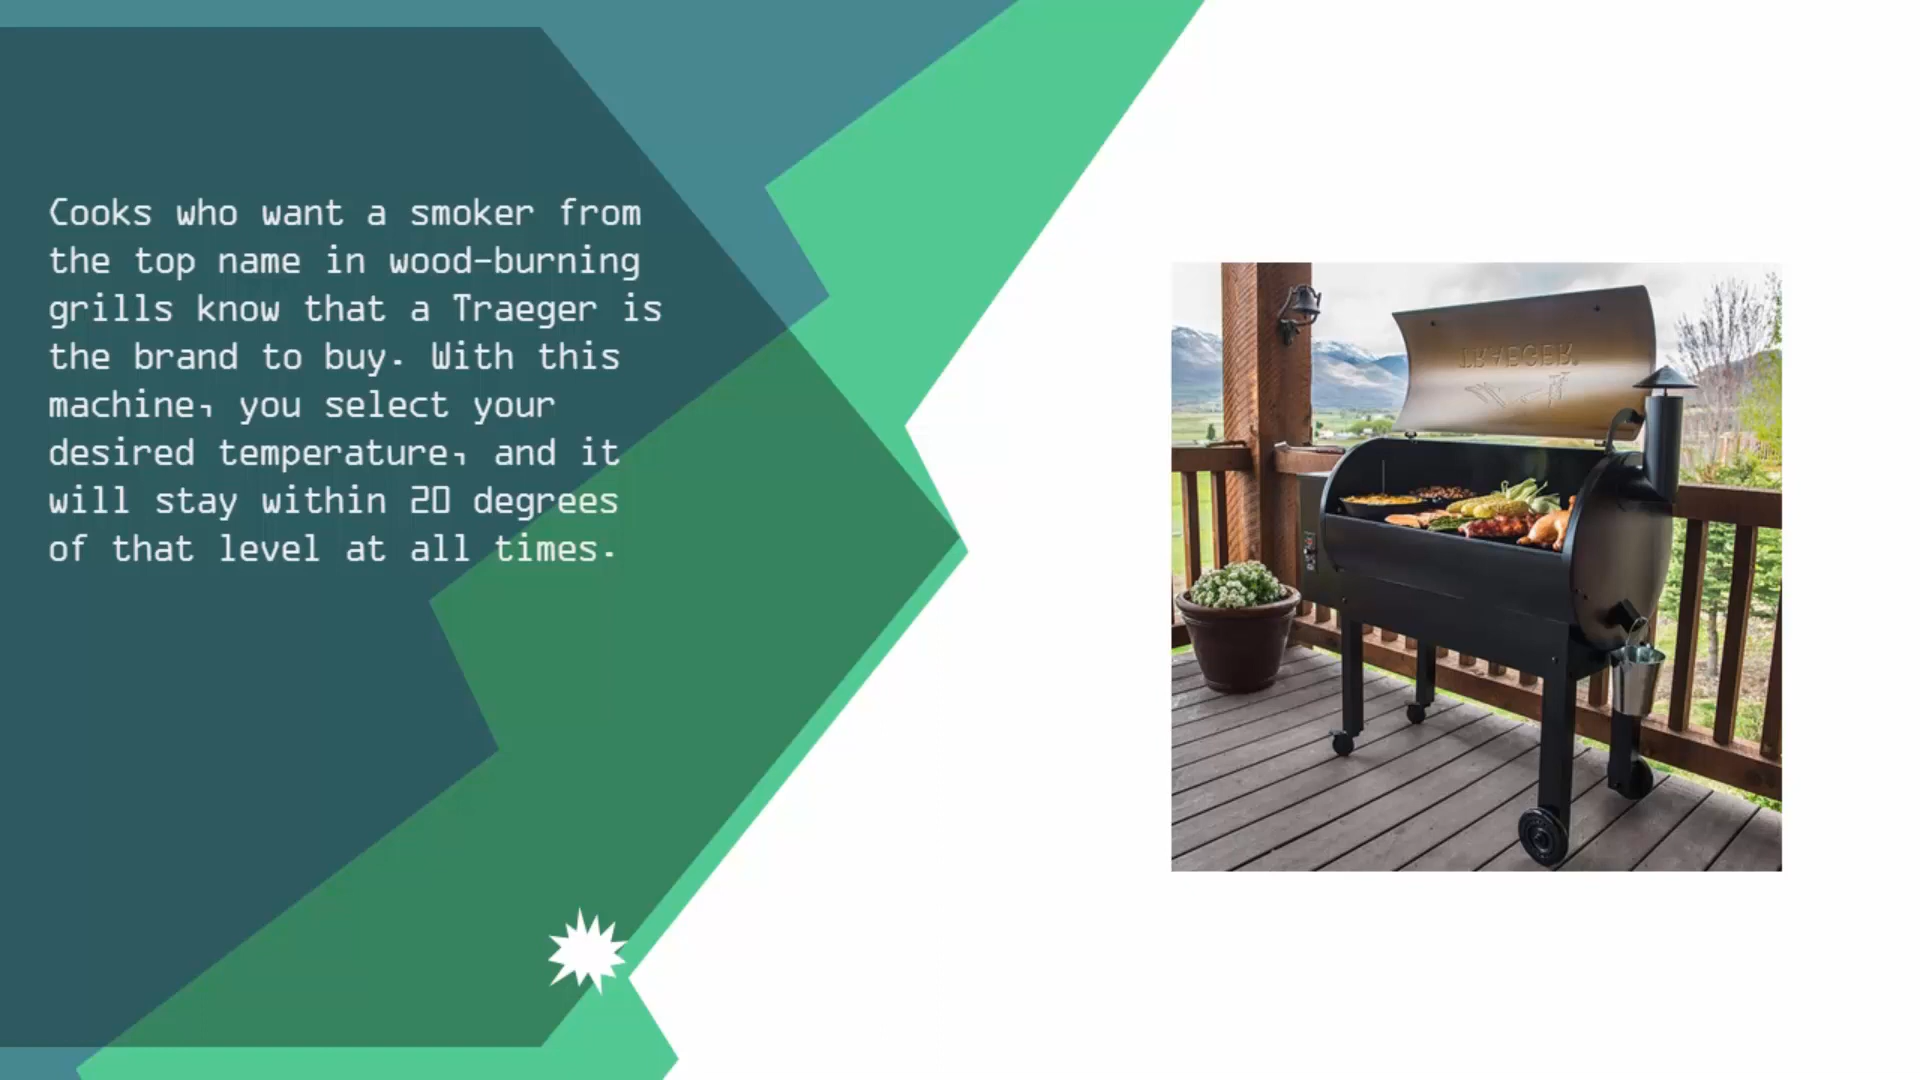 Cooks who want a smoker from
the top name in wood-burning
grills know that a Traeger is
the brand to buy. With this
machine, you select your
desired temperature, and it
will stay within 20 degrees
of that level at all times.
TRAEGER